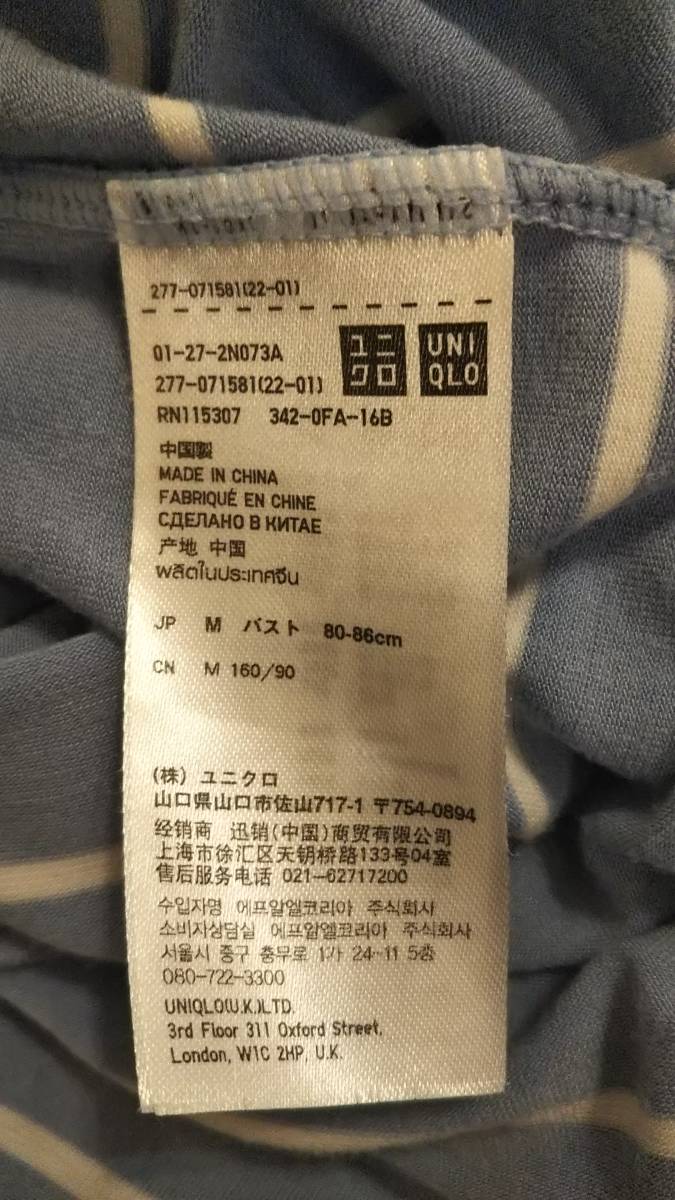 277-071581(22-01)
01-27-2N073A
277-071581(22-01)
RN115307 342-0FA-16B
ユニクロ
UNIQLO
中国製
MADE IN CHINA
FABRIQUÉ EN CHINE
СДЕЛАНО В КИТАЕ
产地 中国
ผลิตในประเทศจีน
JP M バスト 80-86cm
CN M 160/90
(株) ユニクロ
山口県山口市佐山717-1 〒754-0894
经销商 迅销(中国)商贸有限公司
上海市徐汇区天钥桥路133号04室
售后服务电话 021-62717200
수입자명 에프알엘코리아 주식회사
소비자상담실 에프알엘코리아 주식회사
서울시 중구 충무로 1가 24-11 5층
080-722-3300
UNIQLO(U.K.)LTD.
3rd Floor 311 Oxford Street,
London, W1C 2HP, U.K.